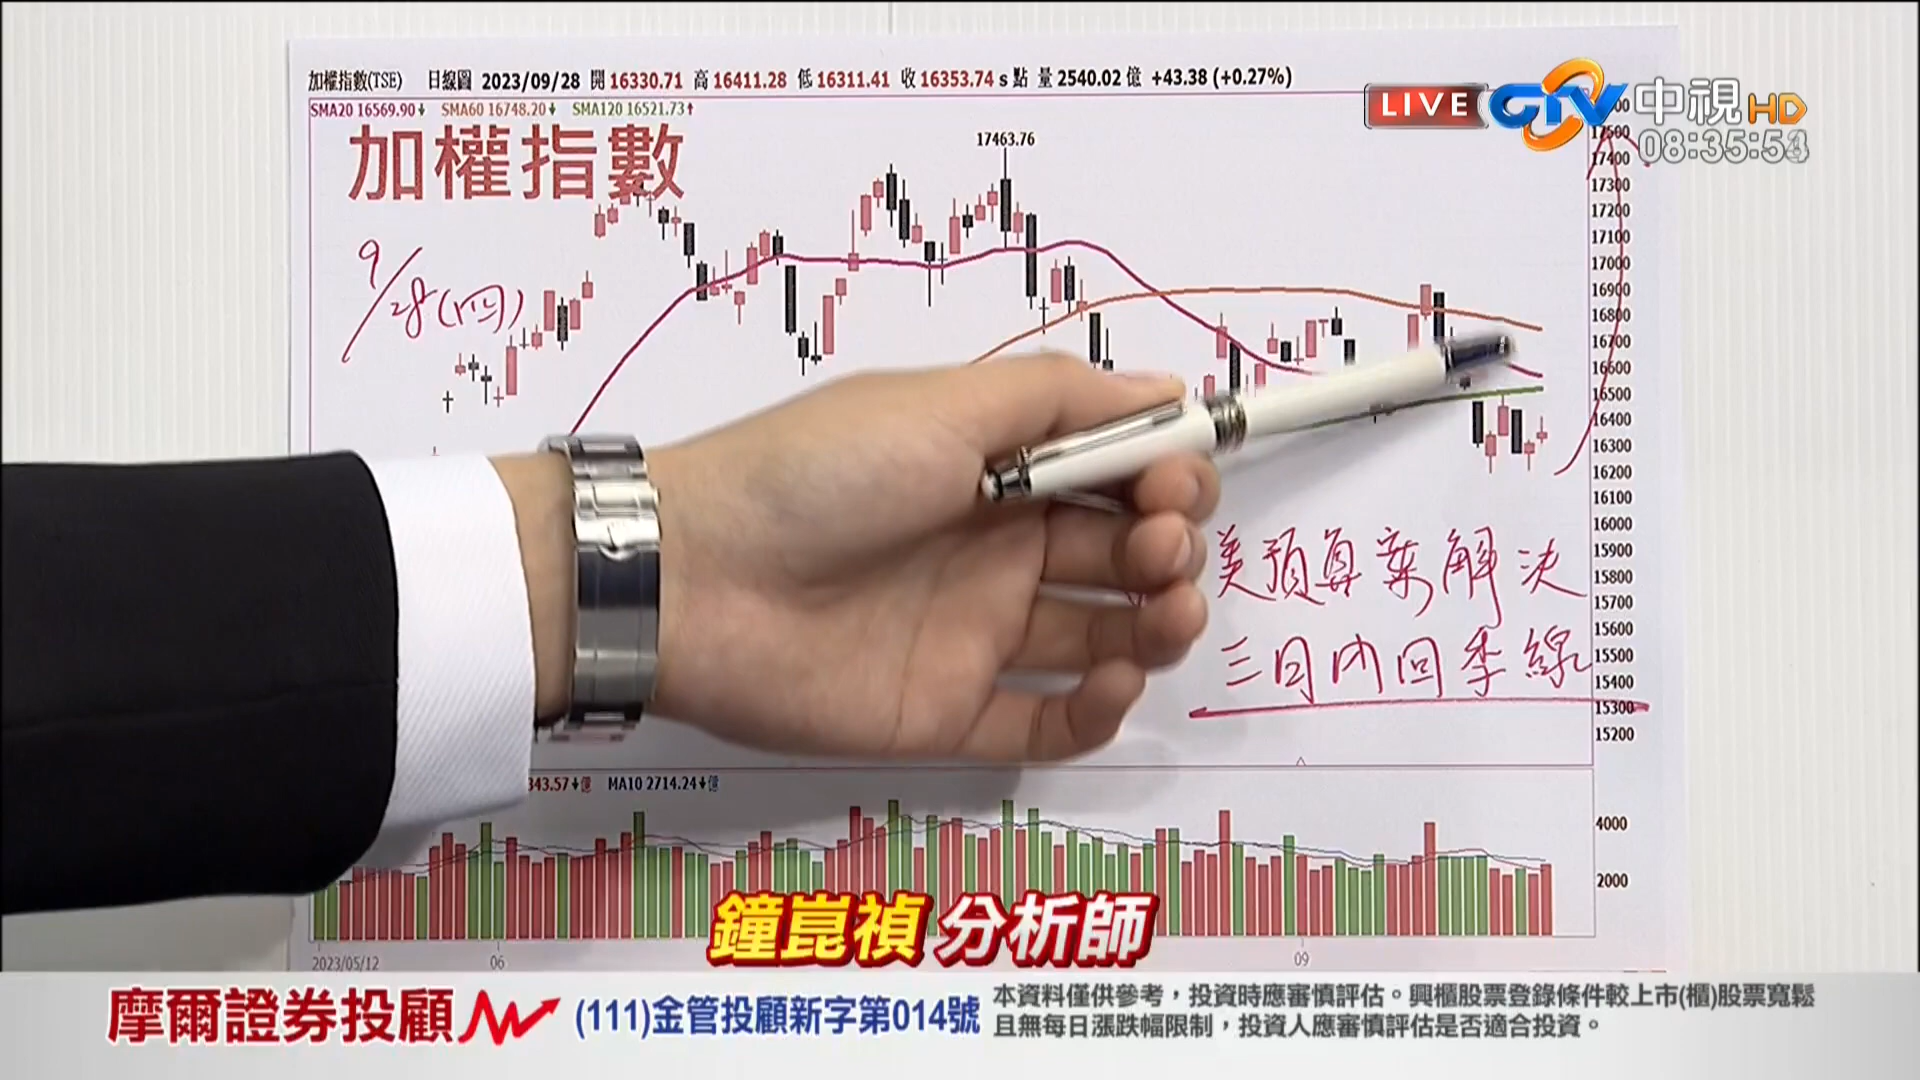 加權指數(TSE) 日線圖 2023/09/28 開 16330.71 高 16411.28 低 16311.41 收 16353.74 s 點 量 2540.02 億 +43.38 (+0.27%)
SMA20 16569.90↓ SMA60 16748.20↓ SMA120 16521.73↑
LIVE CTV 中視 HD
加權指數
17463.76
17500
17400
17300
17200
17100
17000
16900
16800
16700
16600
16500
16400
16300
16200
16100
16000
15900
15800
15700
15600
15500
15400
15300
15200
9/28(四)
美預算案解決
三日內回季線
343.57↓億 MA10 2714.24↓億
4000
2000
鐘崑禎 分析師
2023/05/12 06 09
摩爾證券投顧 (111)金管投顧新字第014號
本資料僅供參考，投資時應審慎評估。興櫃股票登錄條件較上市(櫃)股票寬鬆
且無每日漲跌幅限制，投資人應審慎評估是否適合投資。